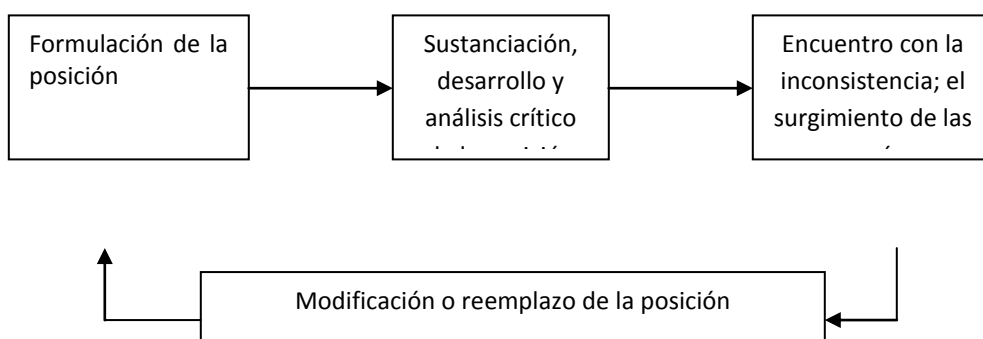 Formulación de la
posición
Sustanciación,
desarrollo y
análisis crítico
Encuentro con la
inconsistencia; el
surgimiento de las
Modificación o reemplazo de la posición